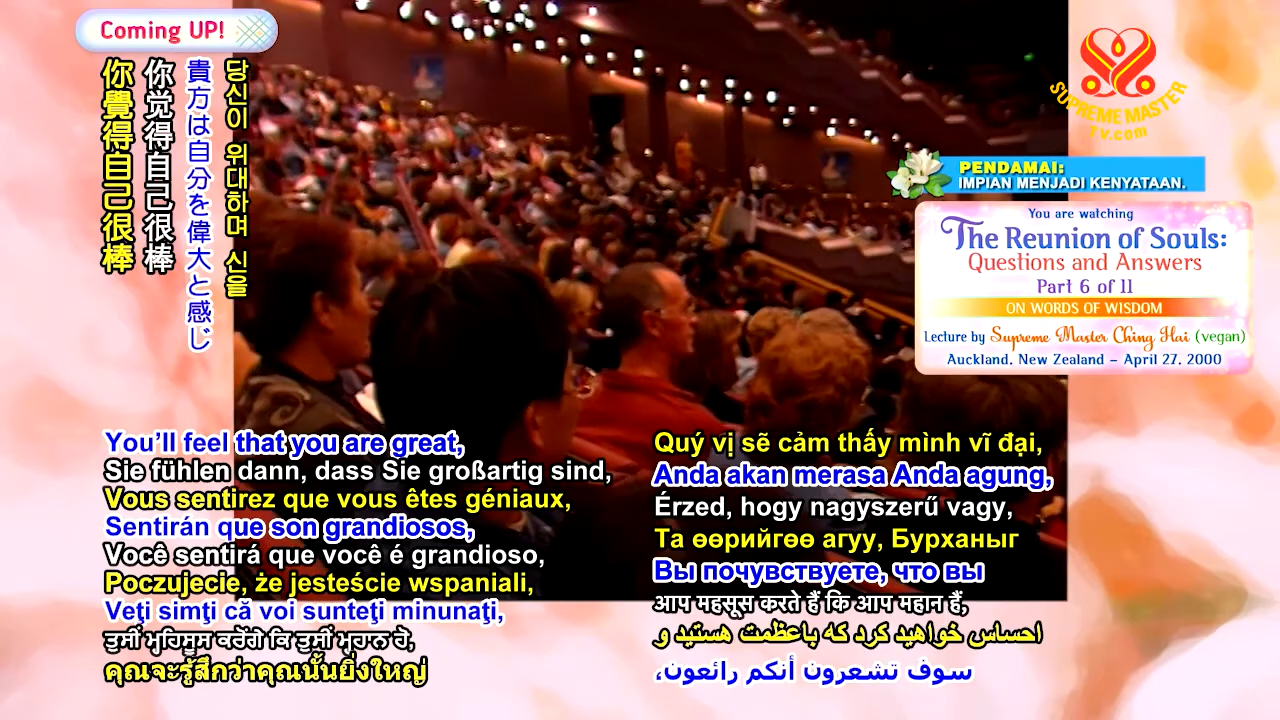 Coming UP!
你覺得自己很棒
你觉得自己很棒
貴方は自分を偉大と感じ
당신이 위대하며 신을
SUPREME MASTER
TV.com
PENDAMAI:
IMPIAN MENJADI KENYATAAN.
You are watching
The Reunion of Souls:
Questions and Answers
Part 6 of 11
ON WORDS OF WISDOM
Lecture by Supreme Master Ching Hai (vegan)
Auckland, New Zealand – April 27, 2000
You’ll feel that you are great,
Sie fühlen dann, dass Sie großartig sind,
Vous sentirez que vous êtes géniaux,
Sentirán que son grandiosos,
Você sentirá que você é grandioso,
Poczujecie, że jesteście wspaniali,
Veţi simţi că voi sunteţi minunaţi,
ਤੁਸੀਂ ਮਹਿਸੂਸ ਕਰੋਂਗੇ ਕਿ ਤੁਸੀਂ ਮਹਾਨ ਹੋ,
คุณจะรู้สึกว่าคุณนั้นยิ่งใหญ่
Quý vị sẽ cảm thấy mình vĩ đại,
Anda akan merasa Anda agung,
Érzed, hogy nagyszerű vagy,
Та өөрийгөө агуу, Бурханыг
Вы почувствуете, что вы
आप महसूस करते हैं कि आप महान हैं,
احساس خواهید کرد که باعظمت هستید و
سوف تشعرون أنكم رائعون،